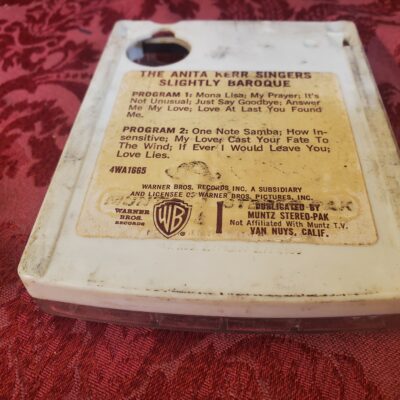 THE ANITA KERR SINGERS
SLIGHTLY BAROQUE
PROGRAM 1: Mona Lisa; My Prayer; It's
Not Unusual; Just Say Goodbye; Answer
Me My Love; Love At Last You Found
Me.
PROGRAM 2: One Note Samba; How In-
sensitive; My Love; Cast Your Fate To
The Wind; If Ever I Would Leave You;
Love Lies.
4WA1665
WARNER BROS. RECORDS INC. A SUBSIDIARY
AND LICENSEE OF WARNER BROS. PICTURES, INC.
WARNER
BROS
RECORDS
WB
DUBLICATED BY
MUNTZ STEREO-PAK
Not Affiliated With Muntz T.V.
VAN NUYS, CALIF.